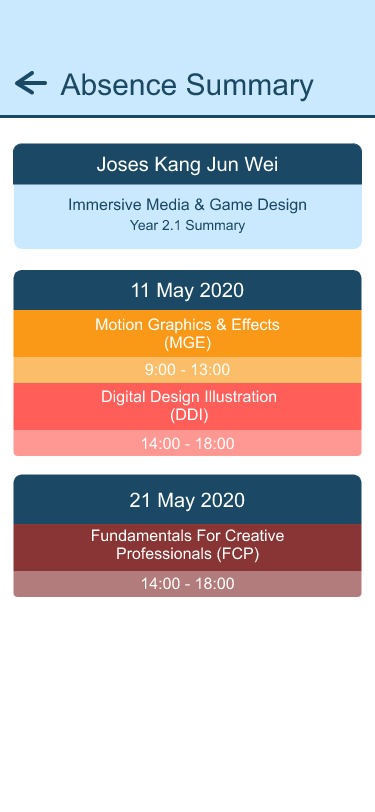 Absence Summary
Joses Kang Jun Wei
Immersive Media & Game Design
Year 2.1 Summary
11 May 2020
Motion Graphics & Effects
(MGE)
9:00 - 13:00
Digital Design Illustration
(DDI)
14:00 - 18:00
21 May 2020
Fundamentals For Creative
Professionals (FCP)
14:00 - 18:00